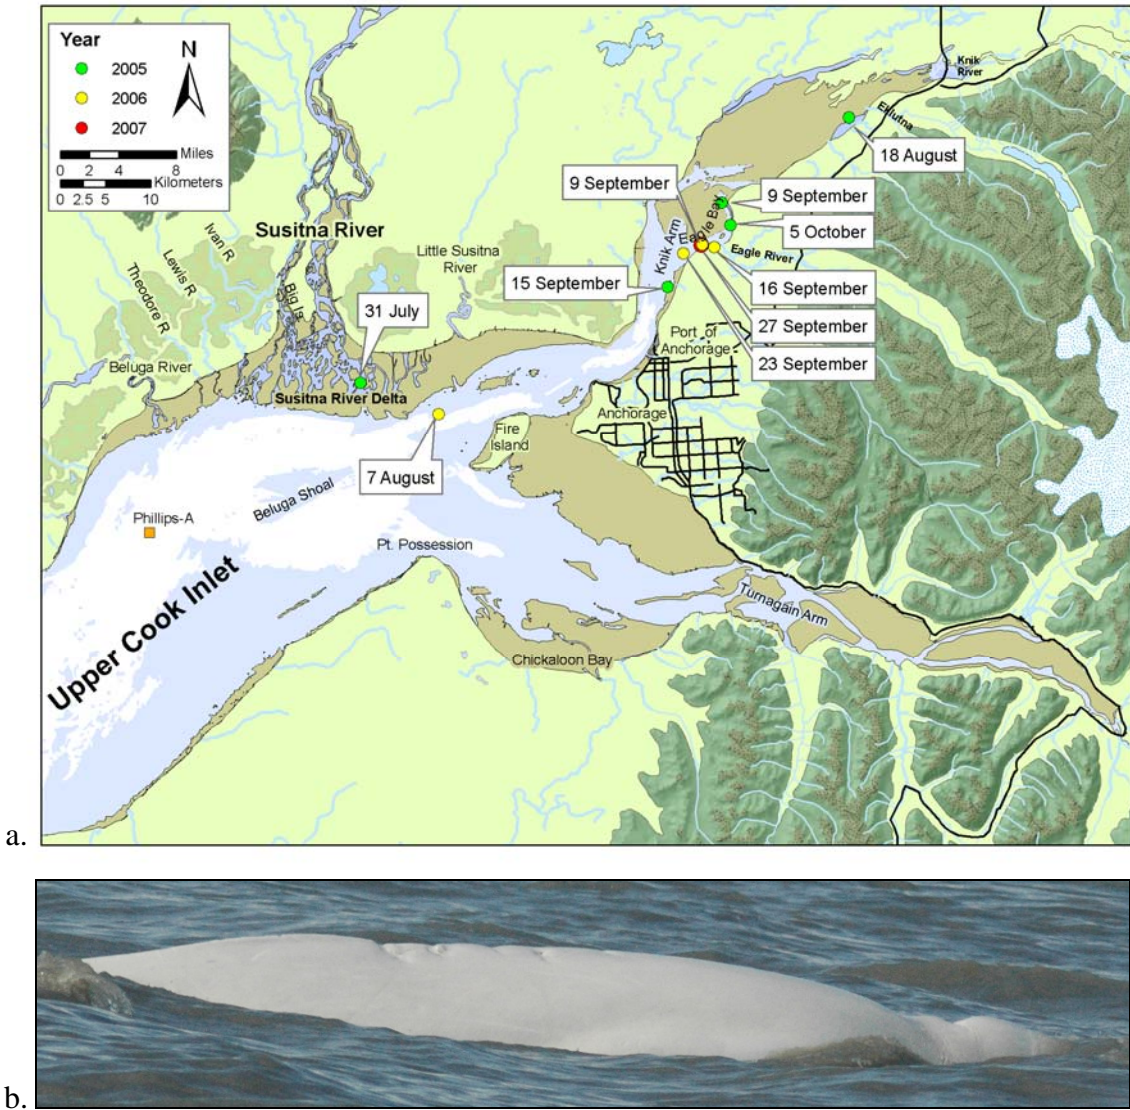 Year
N
2005
2006
2007
Miles
0 2 4 8
Kilometers
0 2.5 5 10
Knik
River
Eklutna
18 August
9 September
9 September
5 October
Eagle Bay
Knik Arm
Eagle River
Susitna River
Ivan R
Lewis R
Theodore R
Big Is
Little Susitna
River
15 September
16 September
31 July
27 September
Port of
Anchorage
23 September
Beluga River
Susitna River Delta
Anchorage
Fire
Island
7 August
Beluga Shoal
Phillips-A
Pt. Possession
Upper Cook Inlet
Turnagain Arm
Chickaloon Bay
a.
b.